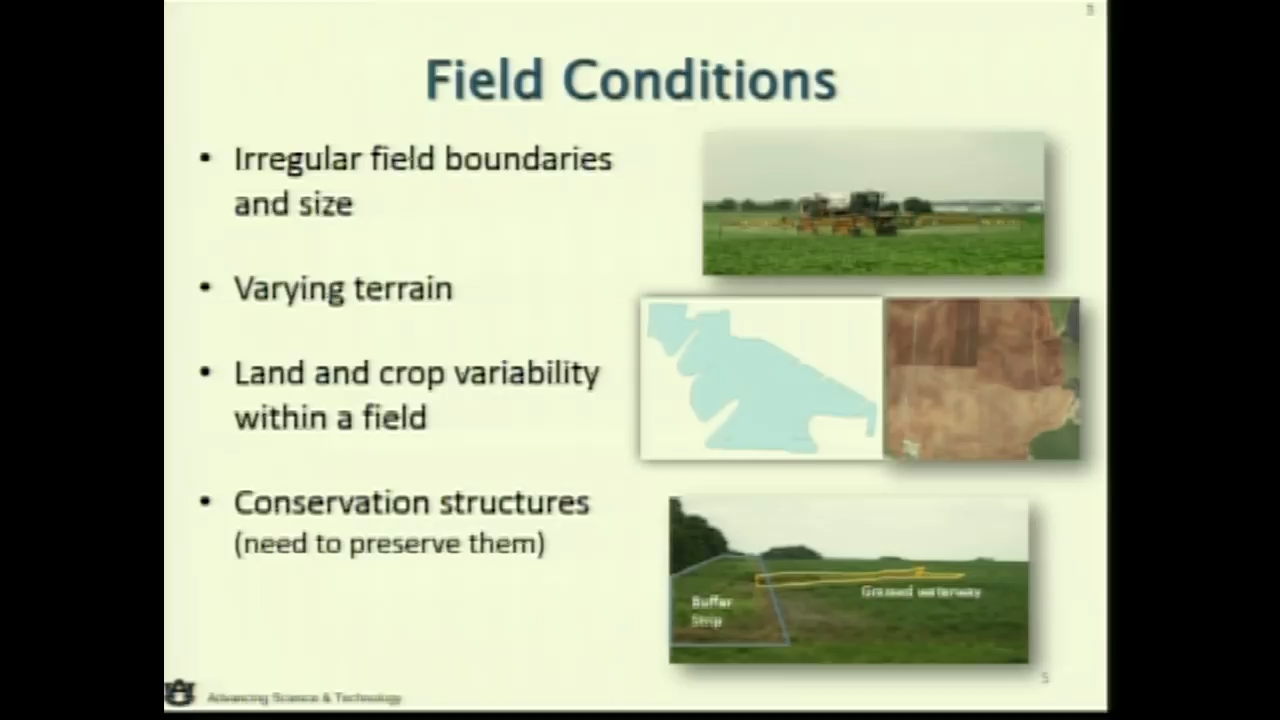 Field Conditions
• Irregular field boundaries
and size
• Varying terrain
• Land and crop variability
within a field
• Conservation structures
(need to preserve them)
Buffer
Strip
Grassed waterway
Advancing Science & Technology
5